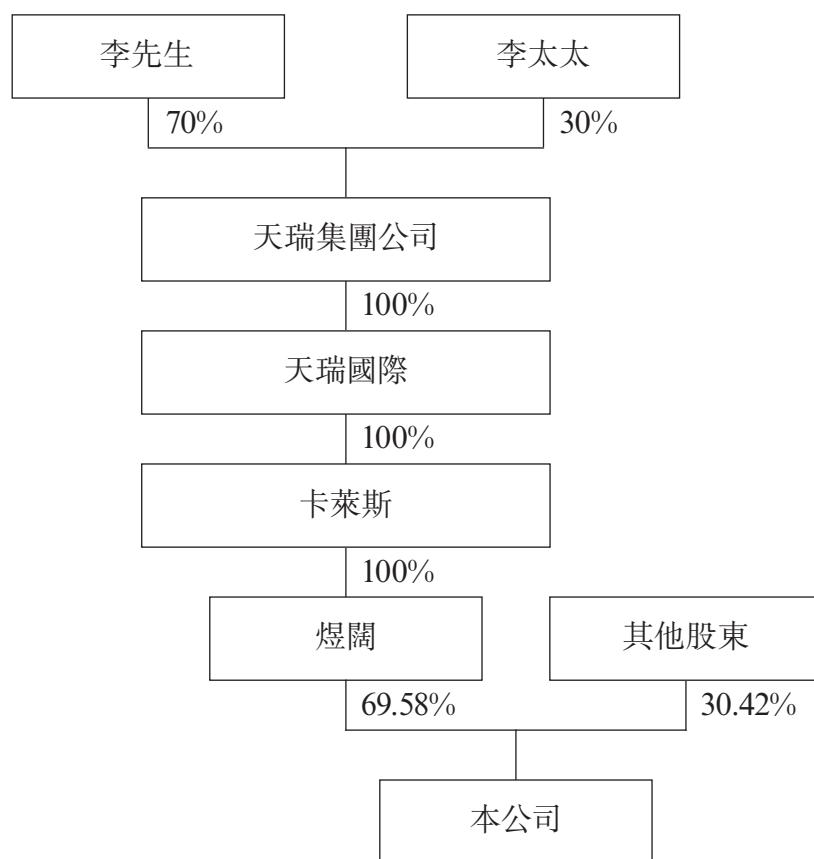 李先生
李太太
70%
30%
天瑞集團公司
100%
天瑞國際
100%
卡萊斯
100%
煜闊
其他股東
69.58%
30.42%
本公司